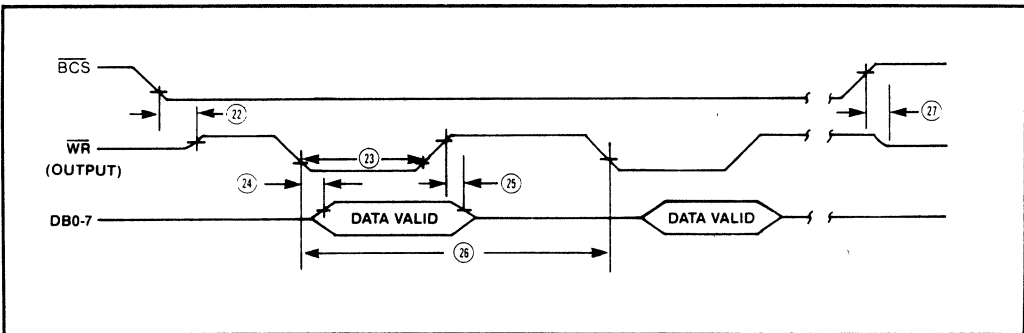 BCS
22
27
WR
(OUTPUT)
23
24
25
DB0-7
DATA VALID
DATA VALID
26